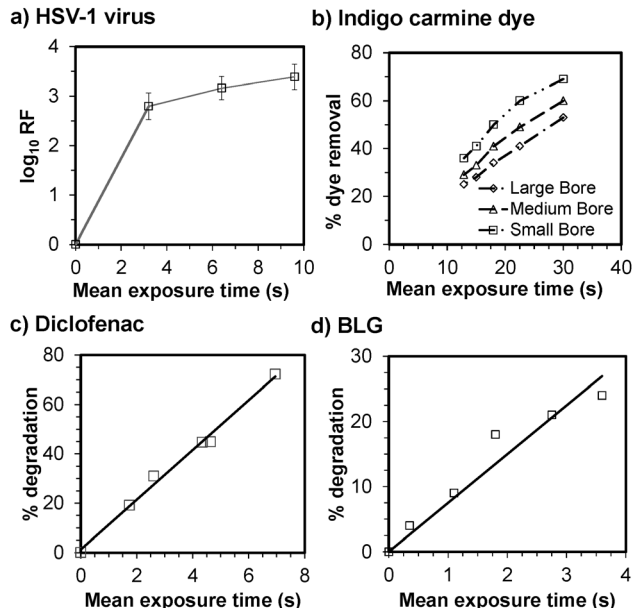 a) HSV-1 virus
4
3
2
1
0
log10 RF
0 2 4 6 8 10
Mean exposure time (s)
b) Indigo carmine dye
80
60
40
20
0
% dye removal
Large Bore
Medium Bore
Small Bore
0 10 20 30 40
Mean exposure time (s)
c) Diclofenac
80
60
40
20
0
% degradation
0 2 4 6 8
Mean exposure time (s)
d) BLG
30
20
10
0
% degradation
0 1 2 3 4
Mean exposure time (s)